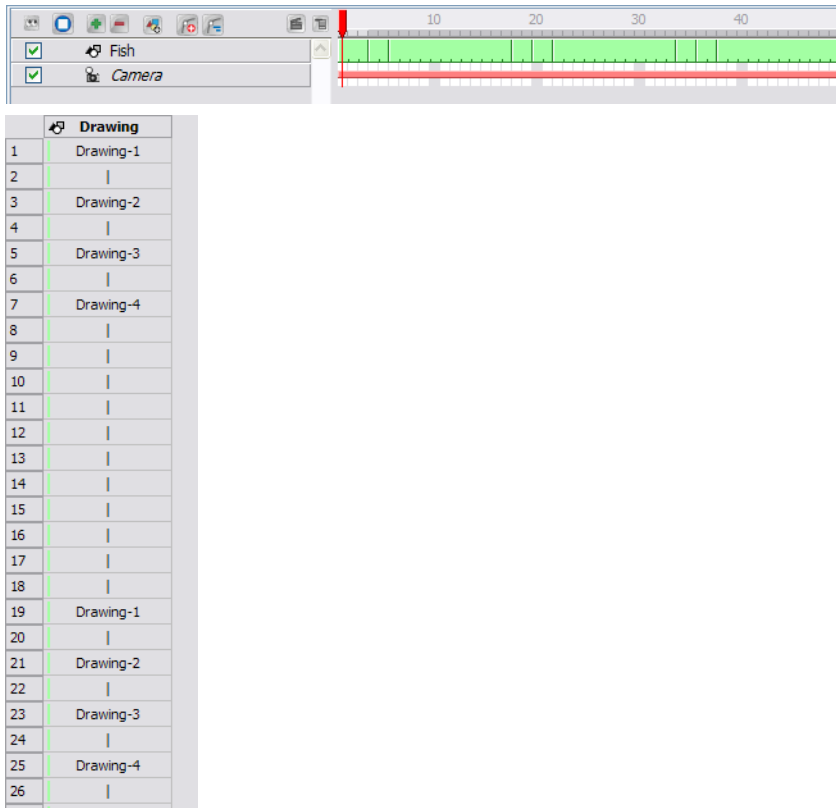 10 20 30 40
Fish
Camera
Drawing
1 Drawing-1
2
3 Drawing-2
4
5 Drawing-3
6
7 Drawing-4
8
9
10
11
12
13
14
15
16
17
18
19 Drawing-1
20
21 Drawing-2
22
23 Drawing-3
24
25 Drawing-4
26